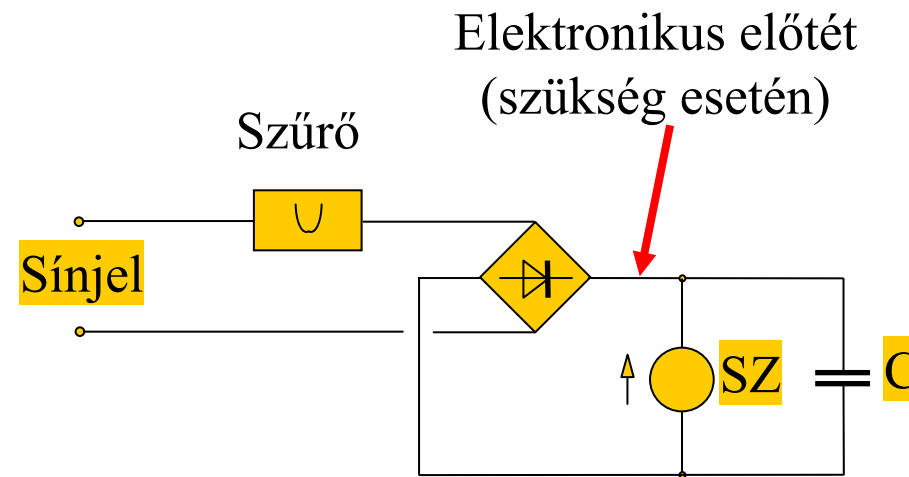 Elektronikus előtét
(szükség esetén)
Szűrő
Sínjel
SZ
C